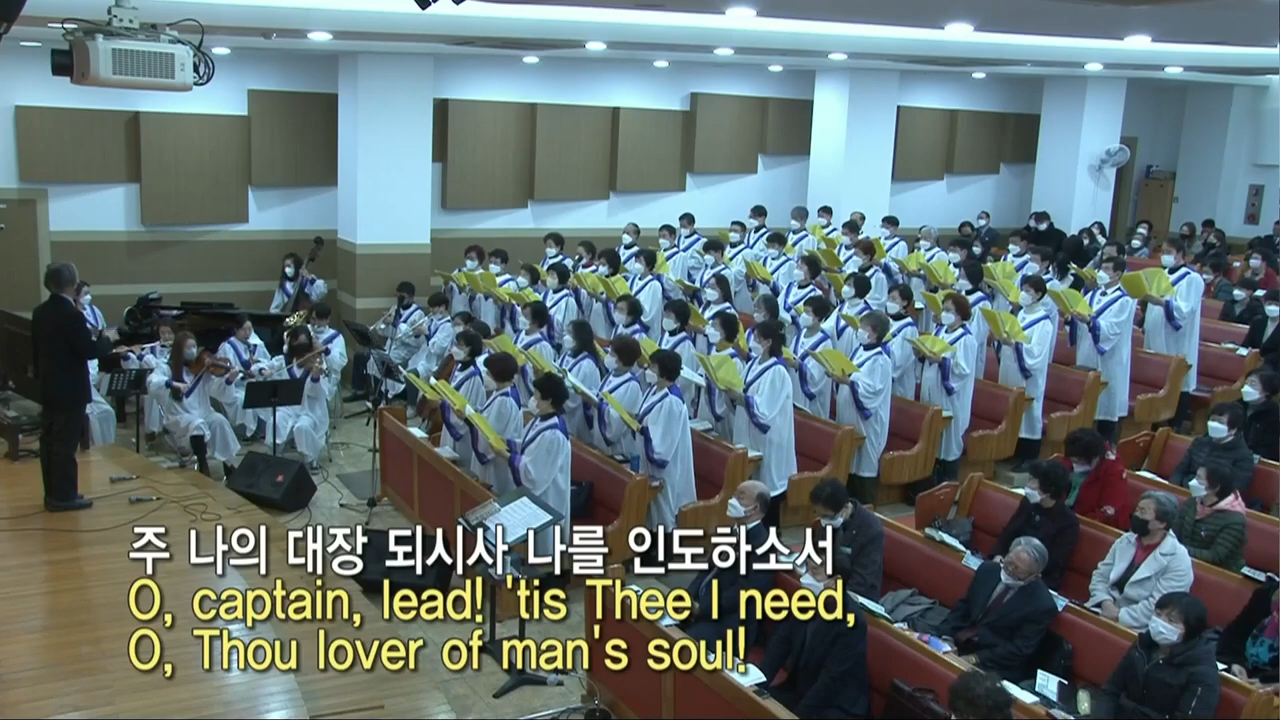 주 나의 대장 되시사 나를 인도하소서
O, captain, lead! 'tis Thee I need,
O, Thou lover of man's soul!